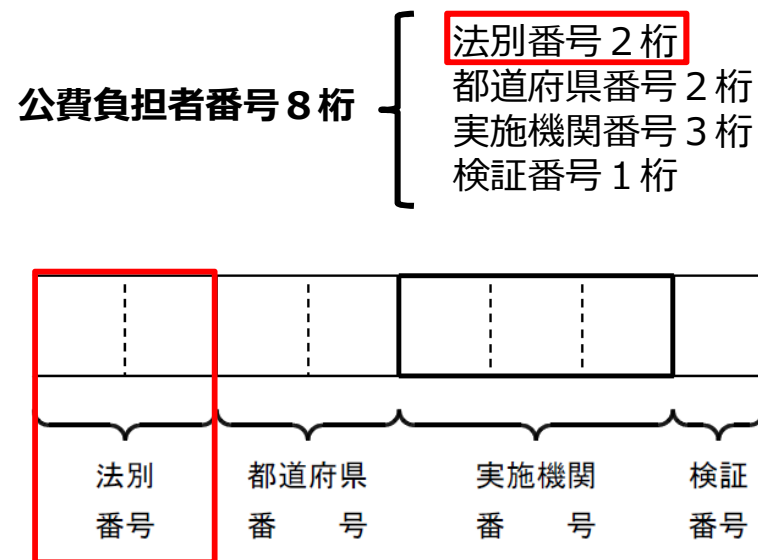 公費負担者番号８桁
法別番号２桁
都道府県番号２桁
実施機関番号３桁
検証番号１桁
法別
番号
都道府県
番　号
実施機関
番　号
検証
番号